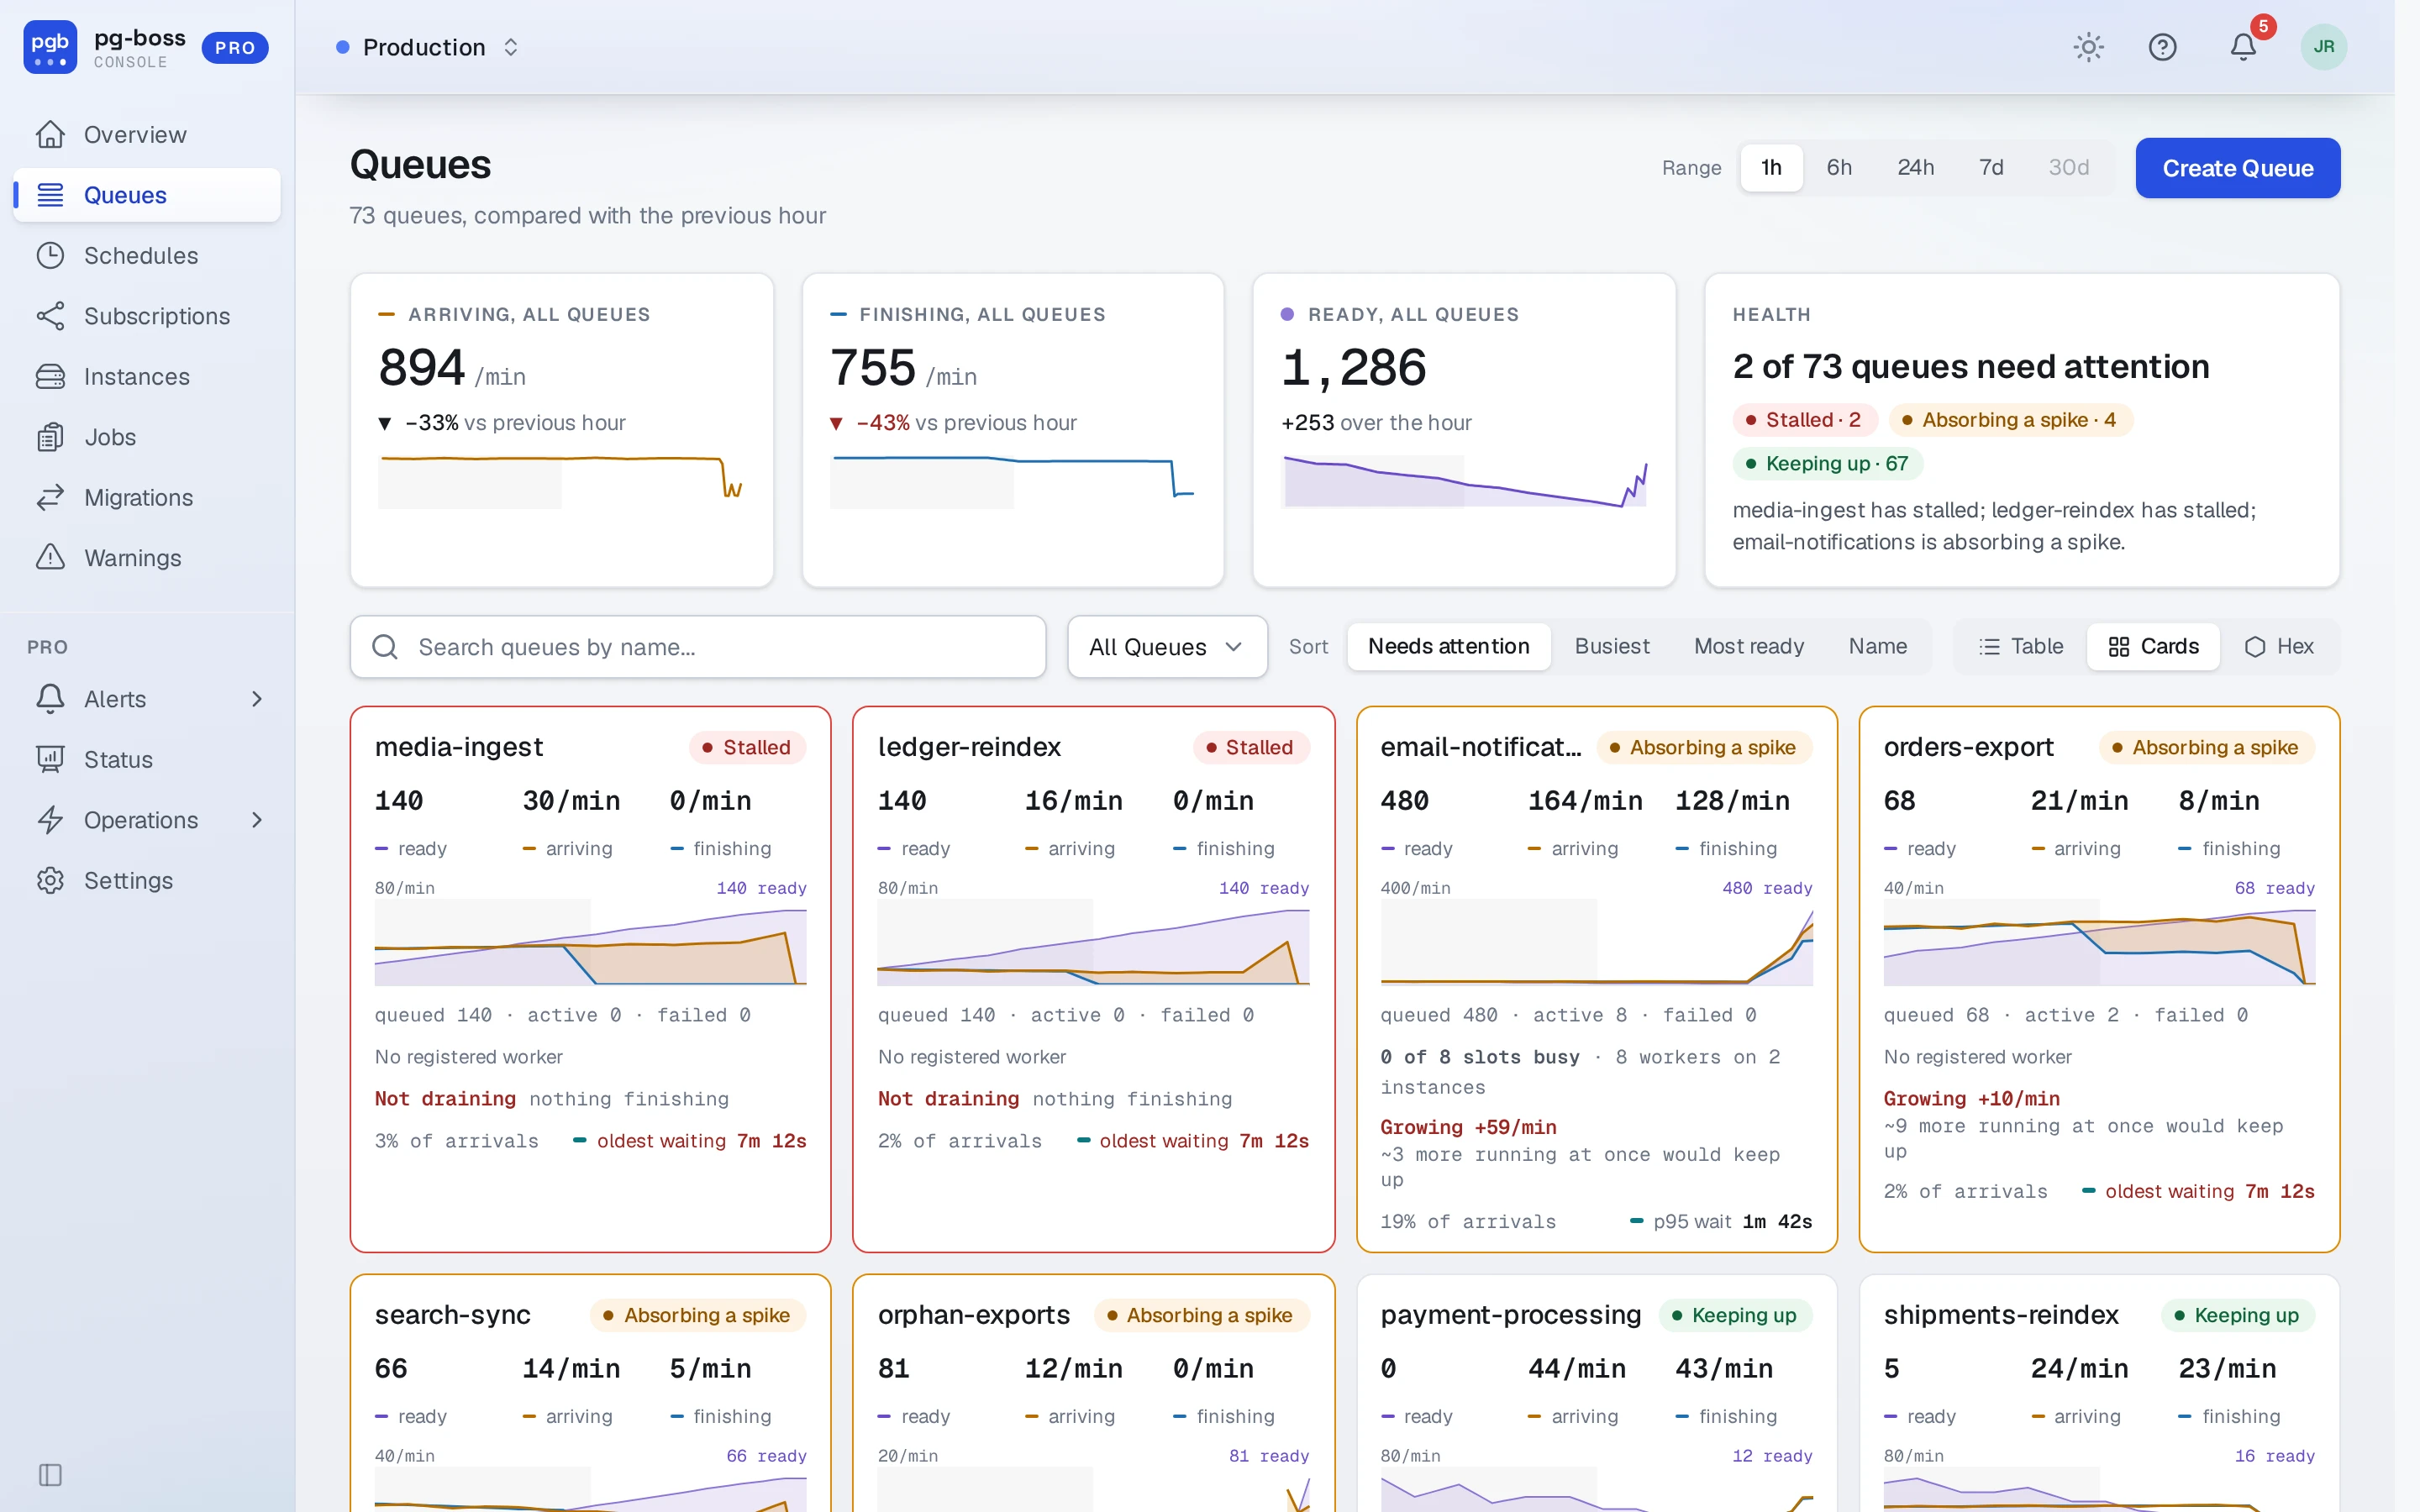 pgb
pg-boss
CONSOLE
PRO
Production
5
JR
Overview
Queues
Schedules
Subscriptions
Instances
Jobs
Migrations
Warnings
PRO
Alerts
Status
Operations
Settings
Queues
73 queues, compared with the previous hour
Range 1h 6h 24h 7d 30d
Create Queue
ARRIVING, ALL QUEUES
894 /min
▼ −33% vs previous hour
FINISHING, ALL QUEUES
755 /min
▼ −43% vs previous hour
READY, ALL QUEUES
1,286
+253 over the hour
HEALTH
2 of 73 queues need attention
Stalled · 2
Absorbing a spike · 4
Keeping up · 67
media-ingest has stalled; ledger-reindex has stalled;
email-notifications is absorbing a spike.
Search queues by name...
All Queues
Sort Needs attention Busiest Most ready Name
Table Cards Hex
media-ingest Stalled
140 30/min 0/min
ready arriving finishing
80/min 140 ready
queued 140 · active 0 · failed 0
No registered worker
Not draining nothing finishing
3% of arrivals oldest waiting 7m 12s
ledger-reindex Stalled
140 16/min 0/min
ready arriving finishing
80/min 140 ready
queued 140 · active 0 · failed 0
No registered worker
Not draining nothing finishing
2% of arrivals oldest waiting 7m 12s
email-notificat... Absorbing a spike
480 164/min 128/min
ready arriving finishing
400/min 480 ready
queued 480 · active 8 · failed 0
0 of 8 slots busy · 8 workers on 2
instances
Growing +59/min
~3 more running at once would keep
up
19% of arrivals p95 wait 1m 42s
orders-export Absorbing a spike
68 21/min 8/min
ready arriving finishing
40/min 68 ready
queued 68 · active 2 · failed 0
No registered worker
Growing +10/min
~9 more running at once would keep
up
2% of arrivals oldest waiting 7m 12s
search-sync Absorbing a spike
66 14/min 5/min
ready arriving finishing
40/min 66 ready
orphan-exports Absorbing a spike
81 12/min 0/min
ready arriving finishing
20/min 81 ready
payment-processing Keeping up
0 44/min 43/min
ready arriving finishing
80/min 12 ready
shipments-reindex Keeping up
5 24/min 23/min
ready arriving finishing
80/min 16 ready